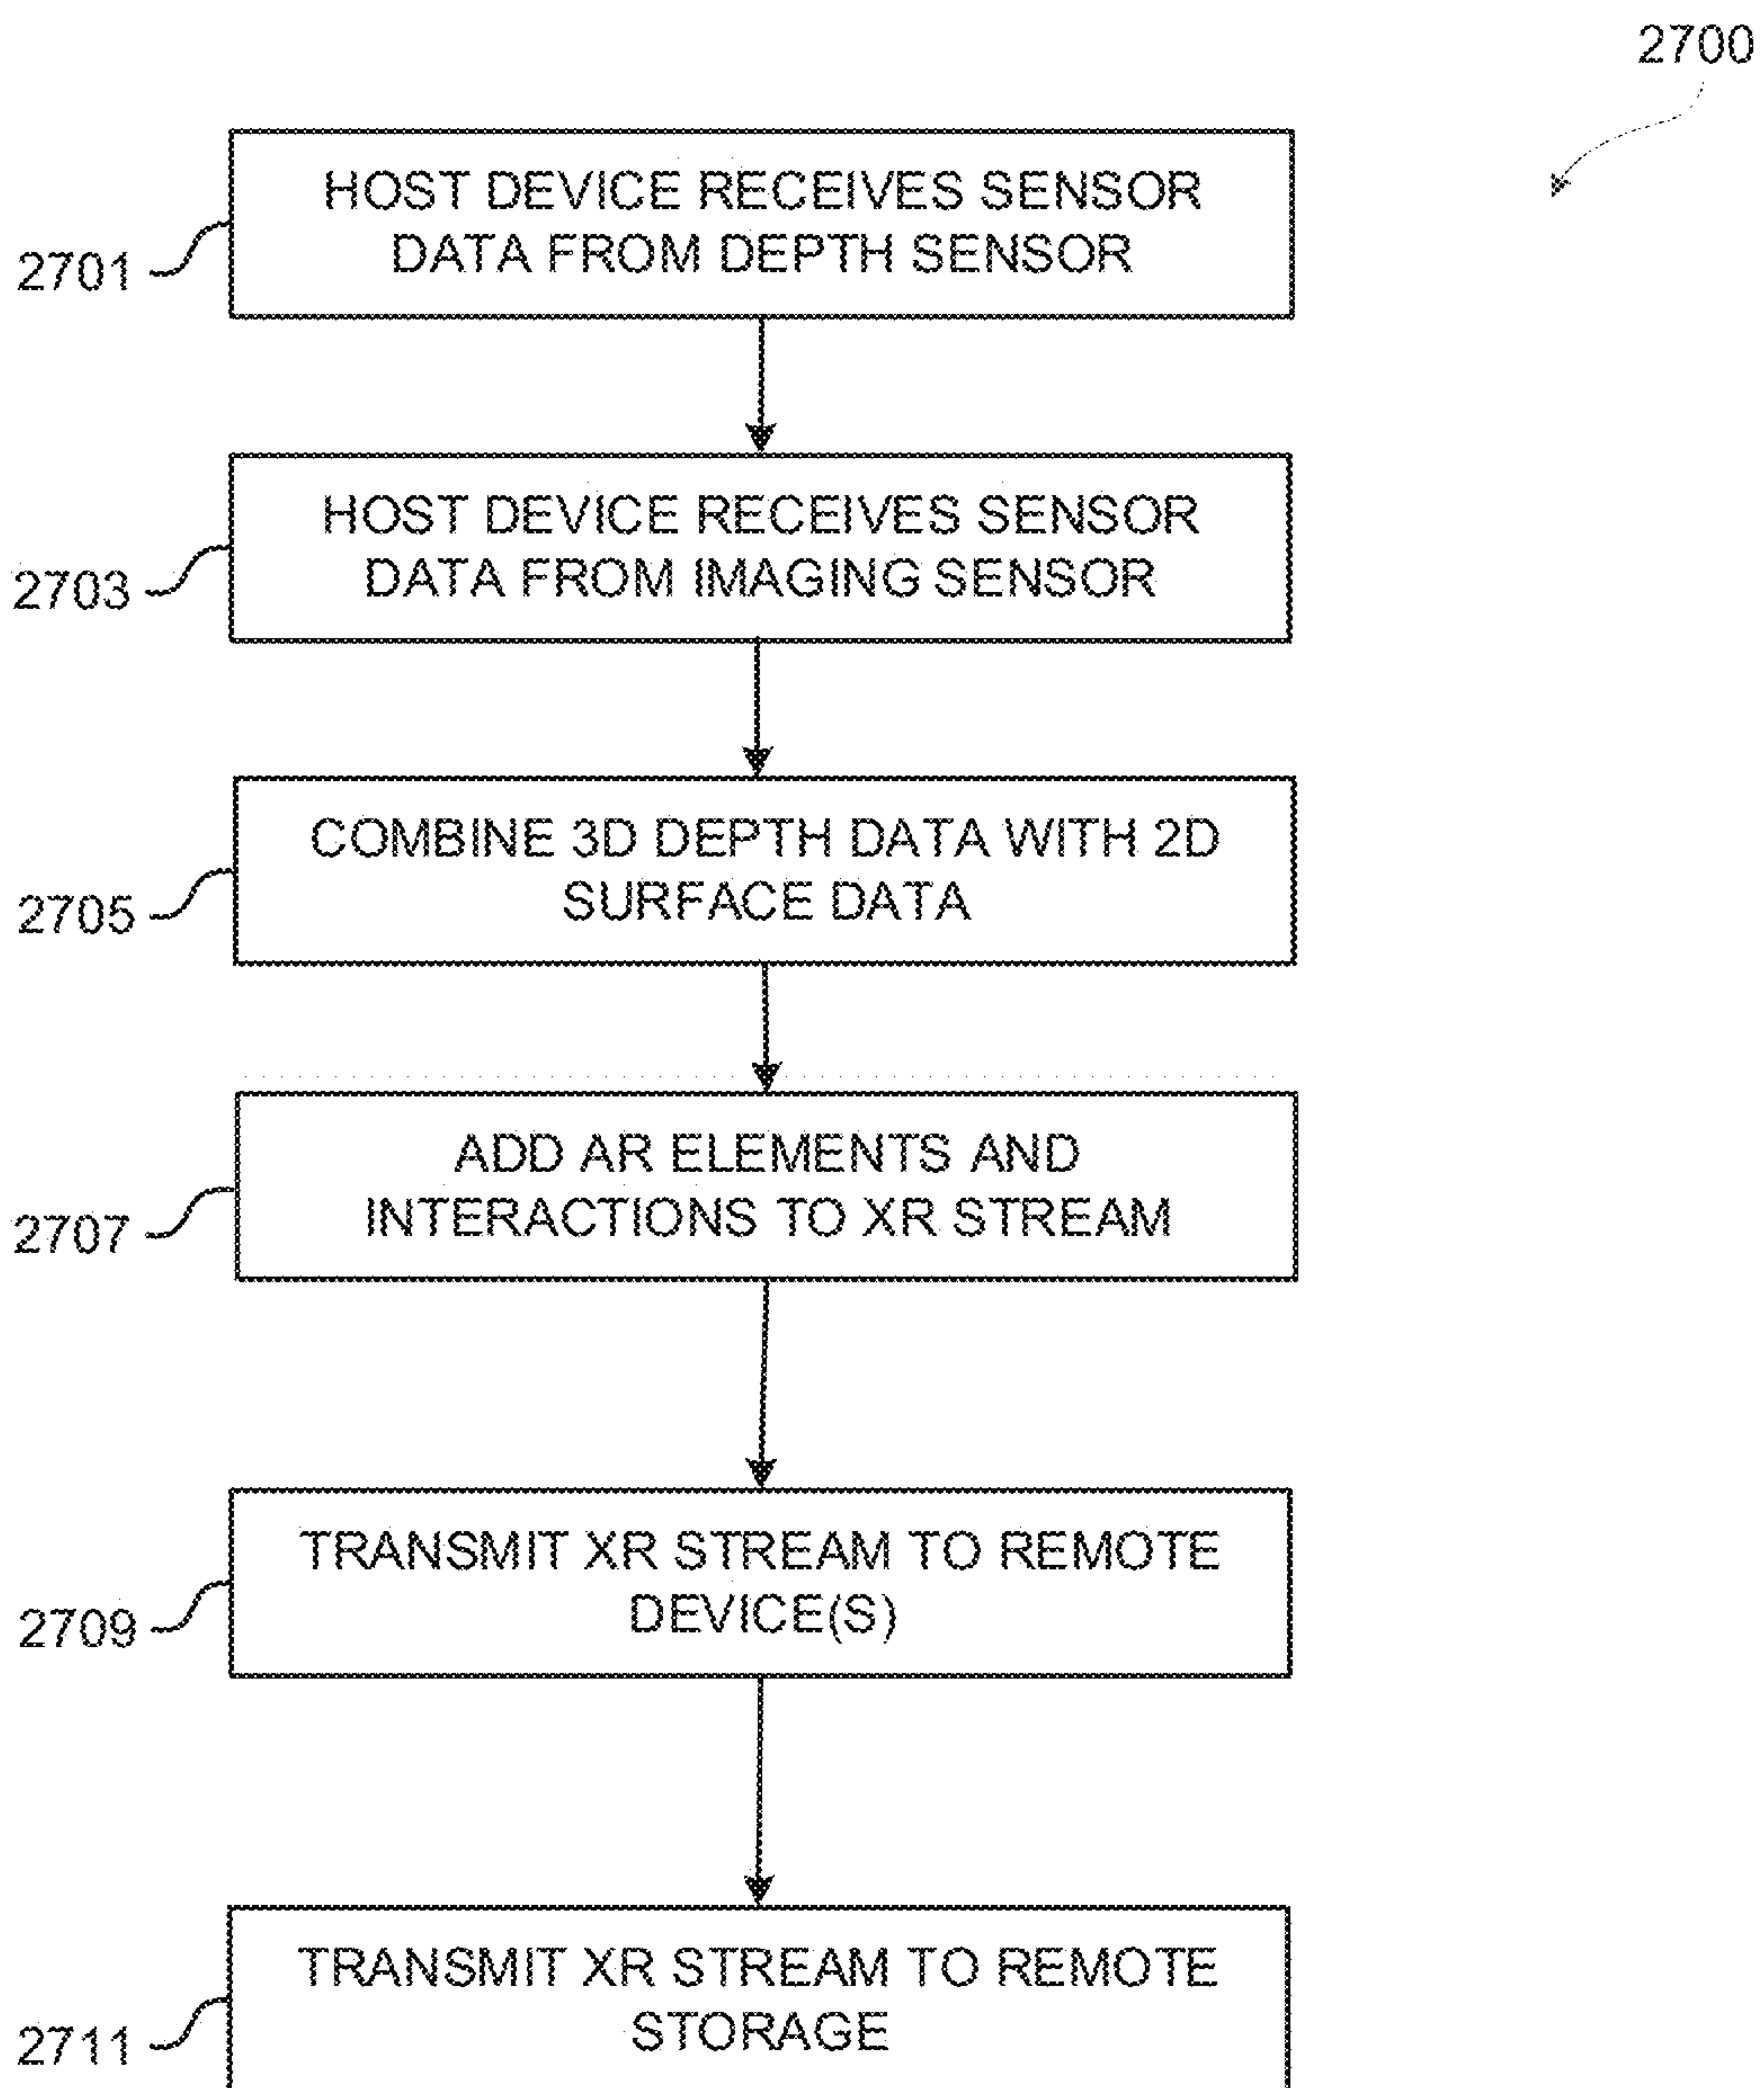 2700
HOST DEVICE RECEIVES SENSOR
DATA FROM DEPTH SENSOR
2701
HOST DEVICE RECEIVES SENSOR
DATA FROM IMAGING SENSOR
2703
COMBINE 3D DEPTH DATA WITH 2D
SURFACE DATA
2705
ADD AR ELEMENTS AND
INTERACTIONS TO XR STREAM
2707
TRANSMIT XR STREAM TO REMOTE
DEVICE(S)
2709
TRANSMIT XR STREAM TO REMOTE
STORAGE
2711